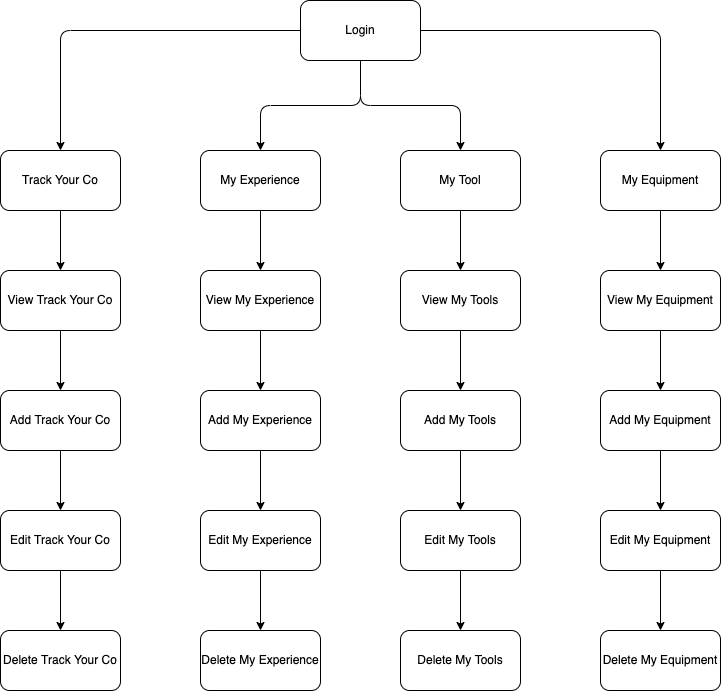 Login
Track Your Co
My Experience
My Tool
My Equipment
View Track Your Co
View My Experience
View My Tools
View My Equipment
Add Track Your Co
Add My Experience
Add My Tools
Add My Equipment
Edit Track Your Co
Edit My Experience
Edit My Tools
Edit My Equipment
Delete Track Your Co
Delete My Experience
Delete My Tools
Delete My Equipment